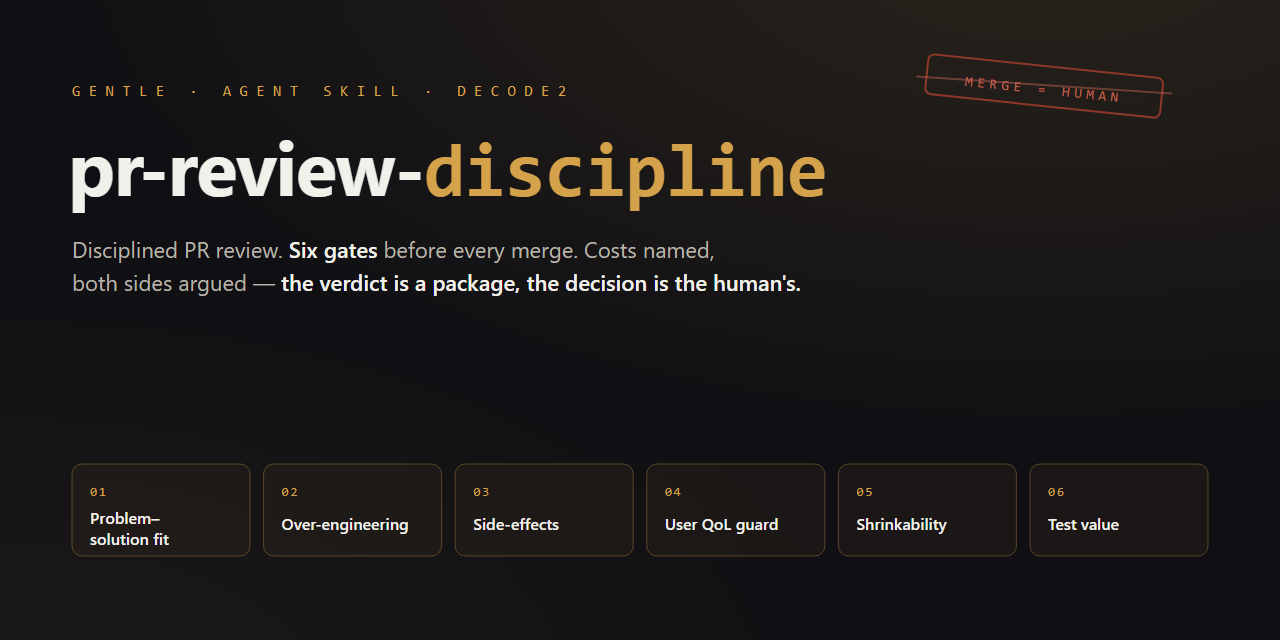 GENTLE · AGENT SKILL · DECODE2
MERGE = HUMAN
pr-review-discipline
Disciplined PR review. Six gates before every merge. Costs named,
both sides argued — the verdict is a package, the decision is the human's.
01
Problem–
solution fit
02
Over-engineering
03
Side-effects
04
User QoL guard
05
Shrinkability
06
Test value